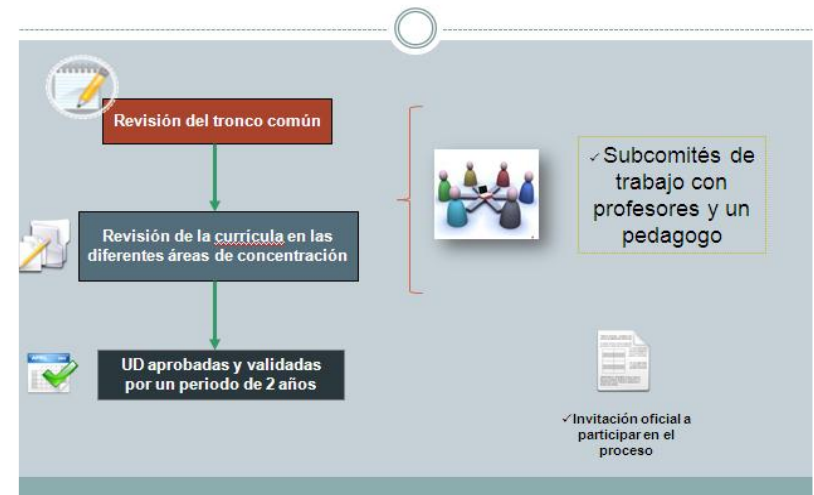 Revisión del tronco común
Revisión de la currícula en las
diferentes áreas de concentración
UD aprobadas y validadas
por un periodo de 2 años
✓Subcomités de
trabajo con
profesores y un
pedagogo
✓Invitación oficial a
participar en el
proceso